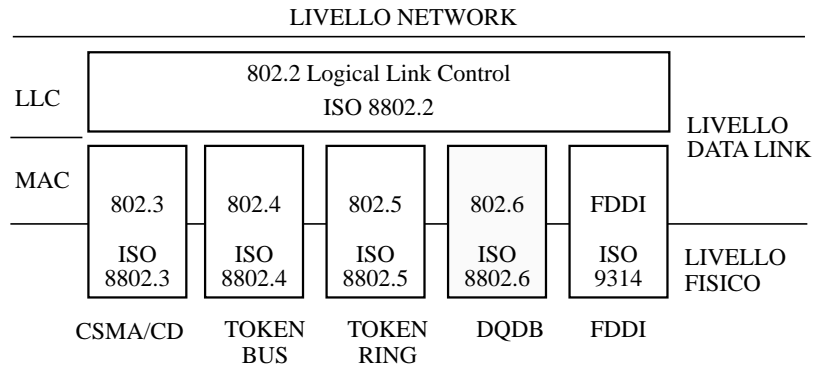 LIVELLO NETWORK
802.2 Logical Link Control
ISO 8802.2
LLC
LIVELLO
DATA LINK
MAC
802.3
802.4
802.5
802.6
FDDI
ISO
8802.3
ISO
8802.4
ISO
8802.5
ISO
8802.6
ISO
9314
LIVELLO
FISICO
CSMA/CD
TOKEN
BUS
TOKEN
RING
DQDB
FDDI